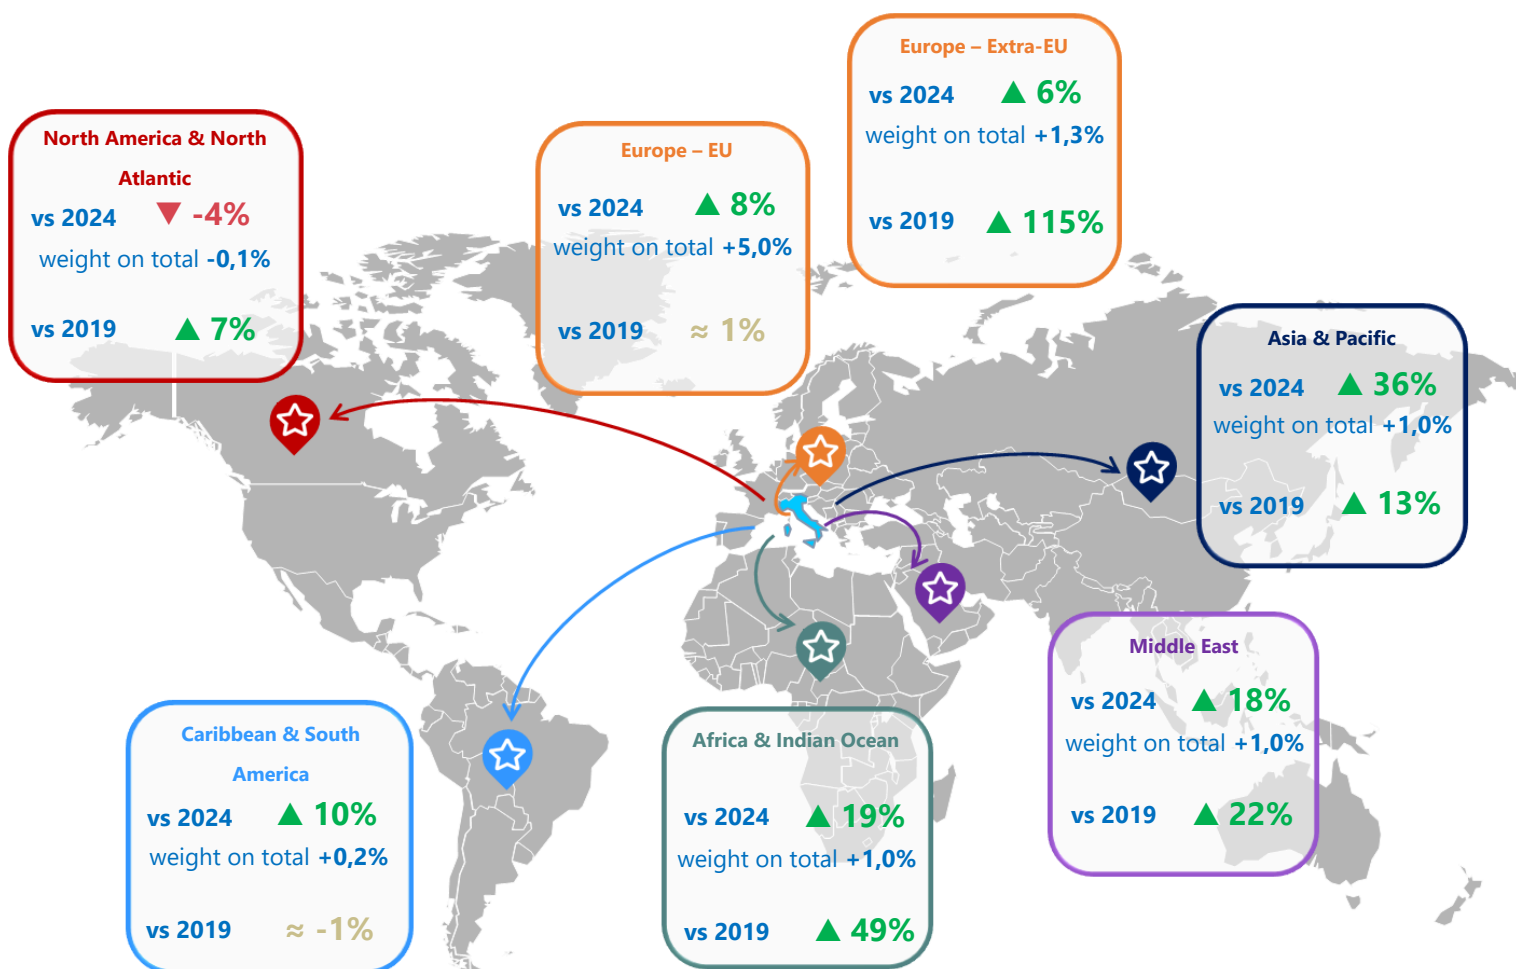 Europe – Extra-EU
vs 2024 ▲ 6%
weight on total +1,3%
vs 2019 ▲ 115%
North America & North
Atlantic
vs 2024 ▼ -4%
weight on total -0,1%
vs 2019 ▲ 7%
Europe – EU
vs 2024 ▲ 8%
weight on total +5,0%
vs 2019 ≈ 1%
Asia & Pacific
vs 2024 ▲ 36%
weight on total +1,0%
vs 2019 ▲ 13%
Middle East
vs 2024 ▲ 18%
weight on total +1,0%
vs 2019 ▲ 22%
Caribbean & South
America
vs 2024 ▲ 10%
weight on total +0,2%
vs 2019 ≈ -1%
Africa & Indian Ocean
vs 2024 ▲ 19%
weight on total +1,0%
vs 2019 ▲ 49%